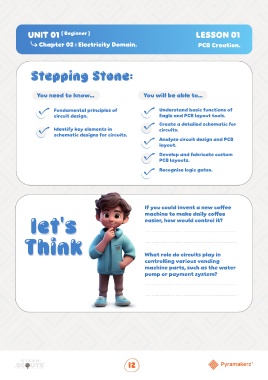 UNIT 01 ( Beginner )
LESSON 01
Chapter 02 : Electricity Domain.
PCB Creation.
Stepping Stone:
You need to know...
Fundamental principles of
circuit design.
Identify key elements in
schematic designs for circuits.
You will be able to...
Understand basic functions of
Eagle and PCB layout tools.
Create a detailed schematic for
circuits.
Analyze circuit design and PCB
layout.
Develop and fabricate custom
PCB layouts.
Recognize logic gates.
let's
Think
If you could invent a new coffee
machine to make daily coffee
easier, how would control it?
What role do circuits play in
controlling various vending
machine parts, such as the water
pump or payment system?
12
Pyramakerz